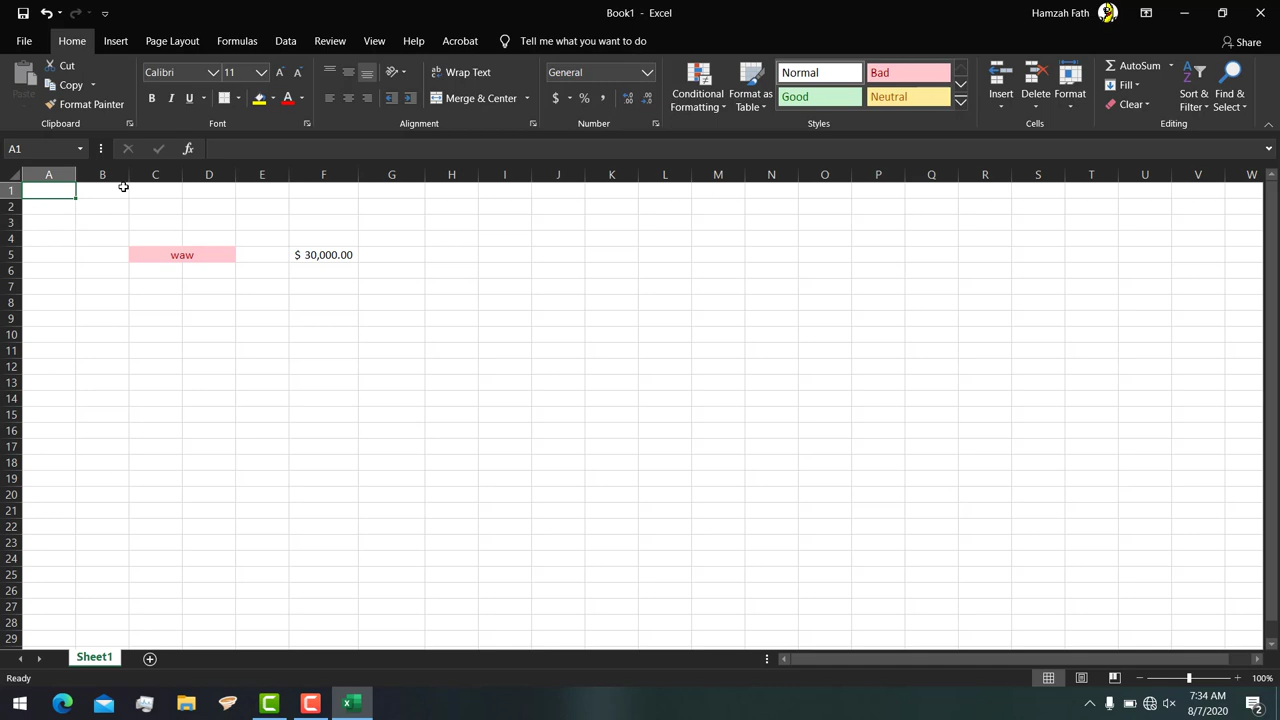 Book1 - Excel
Hamzah Fath
File Home Insert Page Layout Formulas Data Review View Help Acrobat Tell me what you want to do Share
Cut
Copy
Format Painter
Paste
Clipboard
Calibri 11
B I U A
Font
Wrap Text
Merge & Center
Alignment
General
$ % ,
Number
Conditional
Formatting
Format as
Table
Normal Bad
Good Neutral
Styles
Insert Delete Format
Cells
AutoSum
Fill
Clear
Sort &
Filter
Find &
Select
Editing
A1 fx
A B C D E F G H I J K L M N O P Q R S T U V W
1
2
3
4
5 waw $ 30,000.00
6
7
8
9
10
11
12
13
14
15
16
17
18
19
20
21
22
23
24
25
26
27
28
29
Sheet1
Ready 100%
7:34 AM
8/7/2020
2